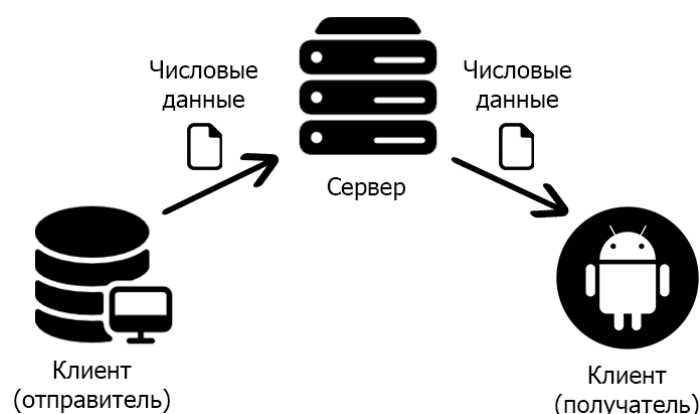 Числовые
данные
Числовые
данные
Сервер
Клиент
(отправитель)
Клиент
(получатель)